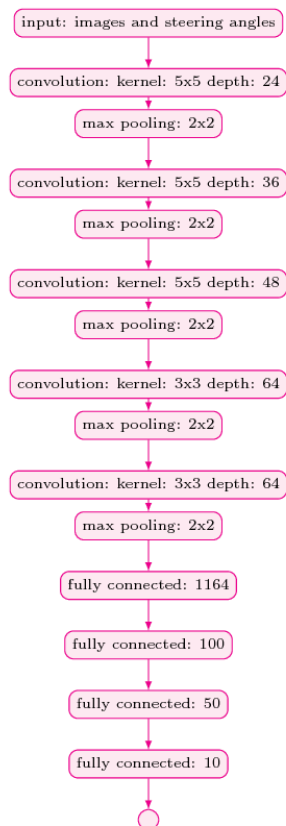 input: images and steering angles
convolution: kernel: 5x5 depth: 24
max pooling: 2x2
convolution: kernel: 5x5 depth: 36
max pooling: 2x2
convolution: kernel: 5x5 depth: 48
max pooling: 2x2
convolution: kernel: 3x3 depth: 64
max pooling: 2x2
convolution: kernel: 3x3 depth: 64
max pooling: 2x2
fully connected: 1164
fully connected: 100
fully connected: 50
fully connected: 10